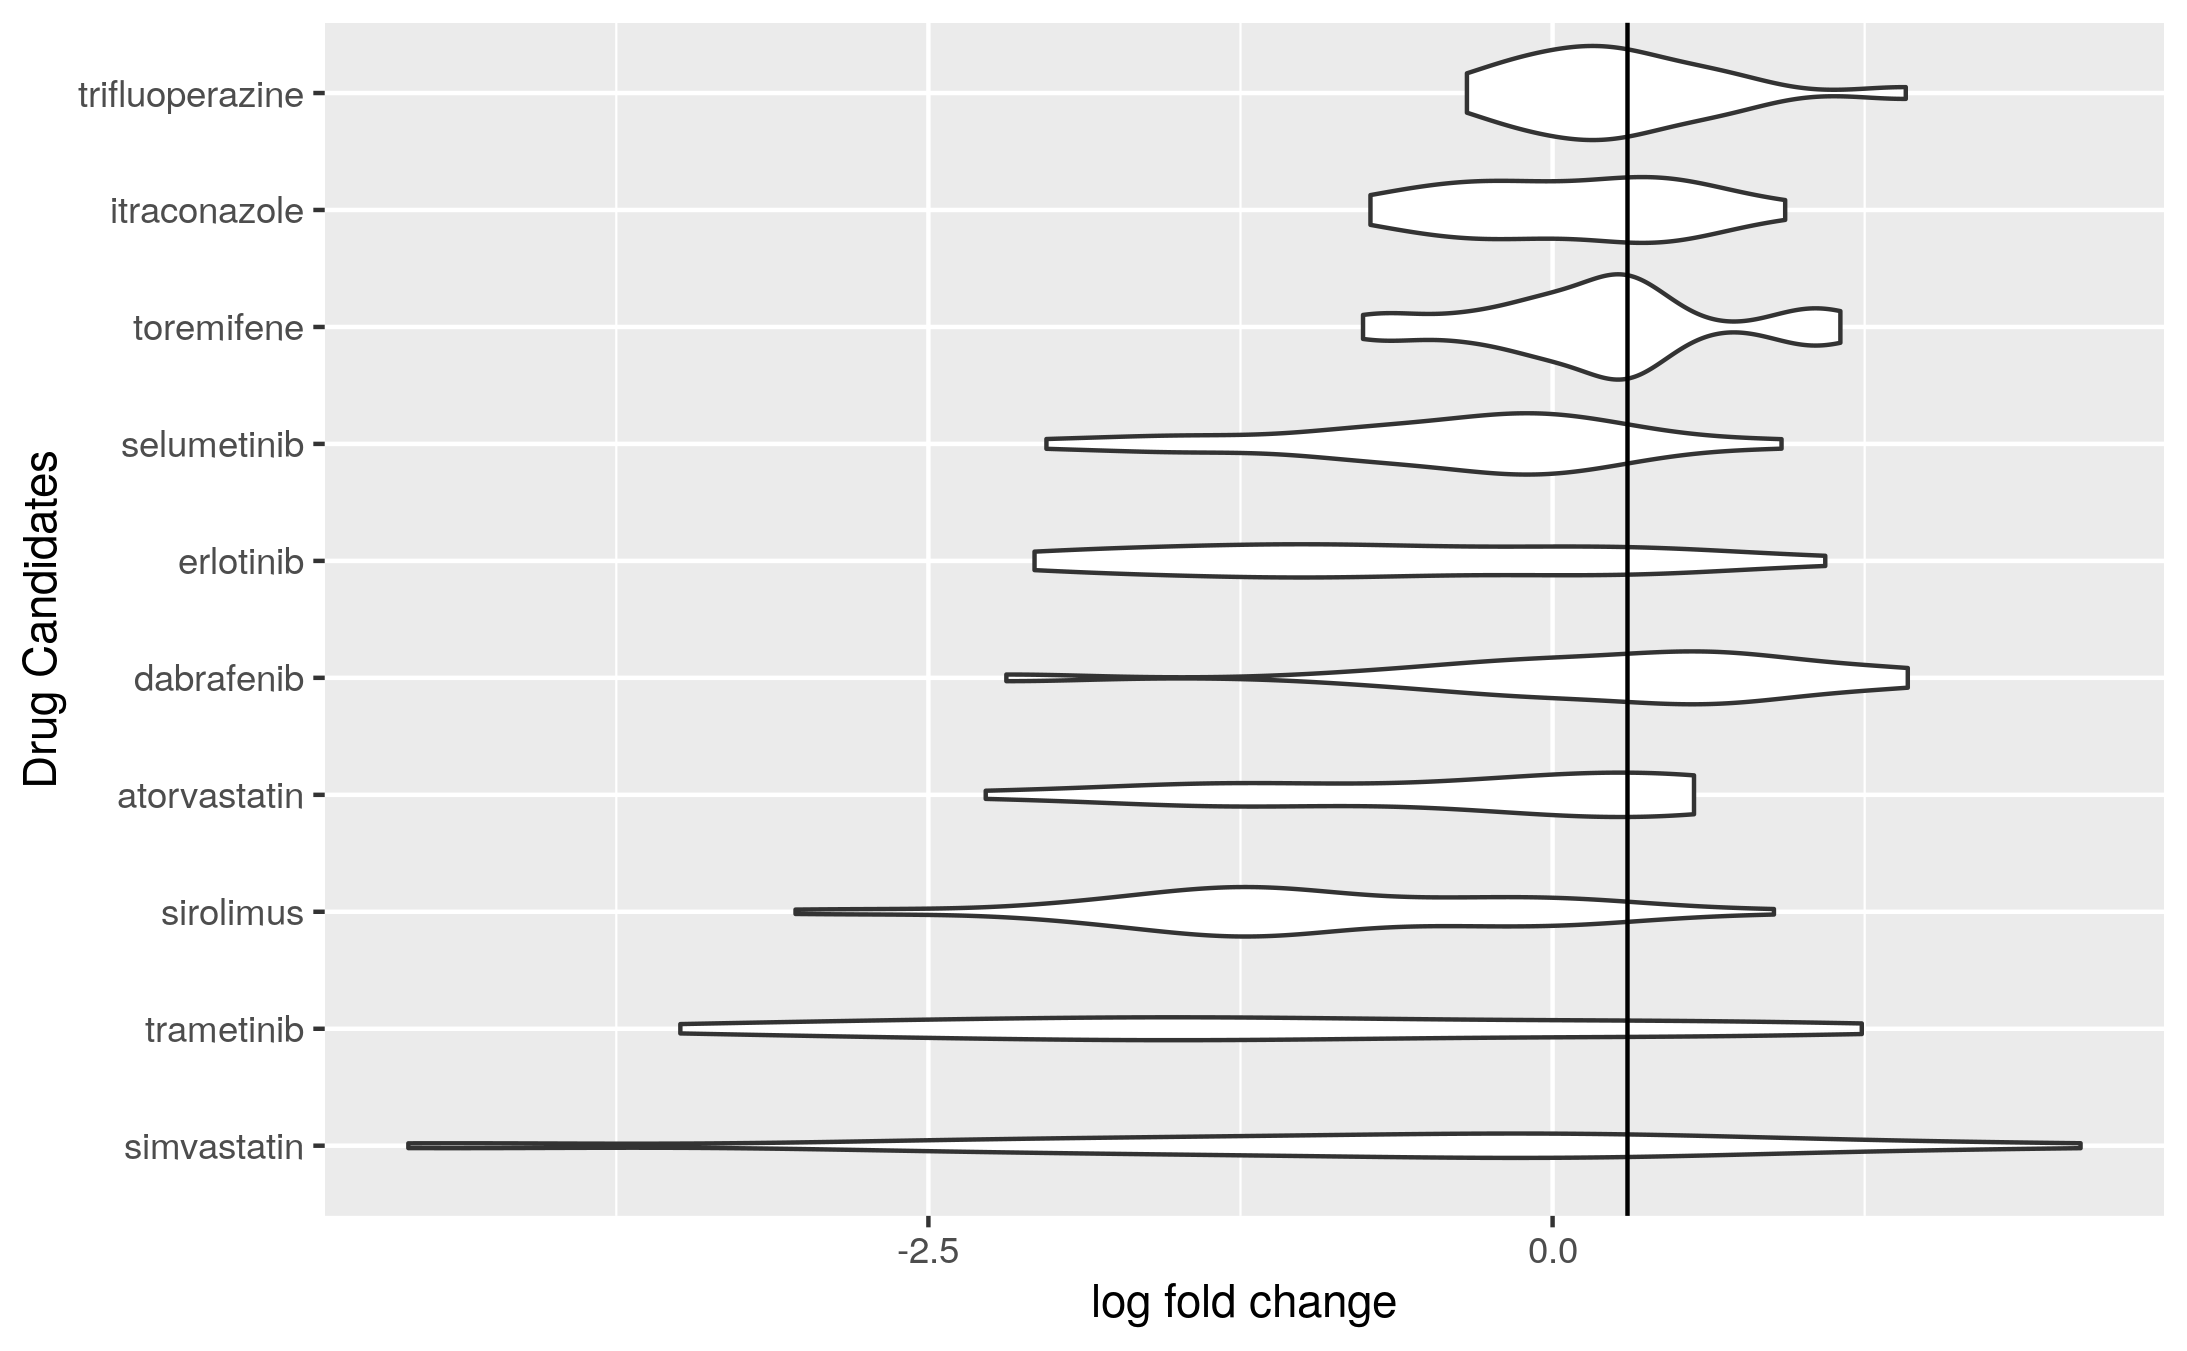 trifluoperazine
itraconazole
toremifene
selumetinib
erlotinib
dabrafenib
atorvastatin
sirolimus
trametinib
simvastatin
Drug Candidates
-2.5 0.0
log fold change